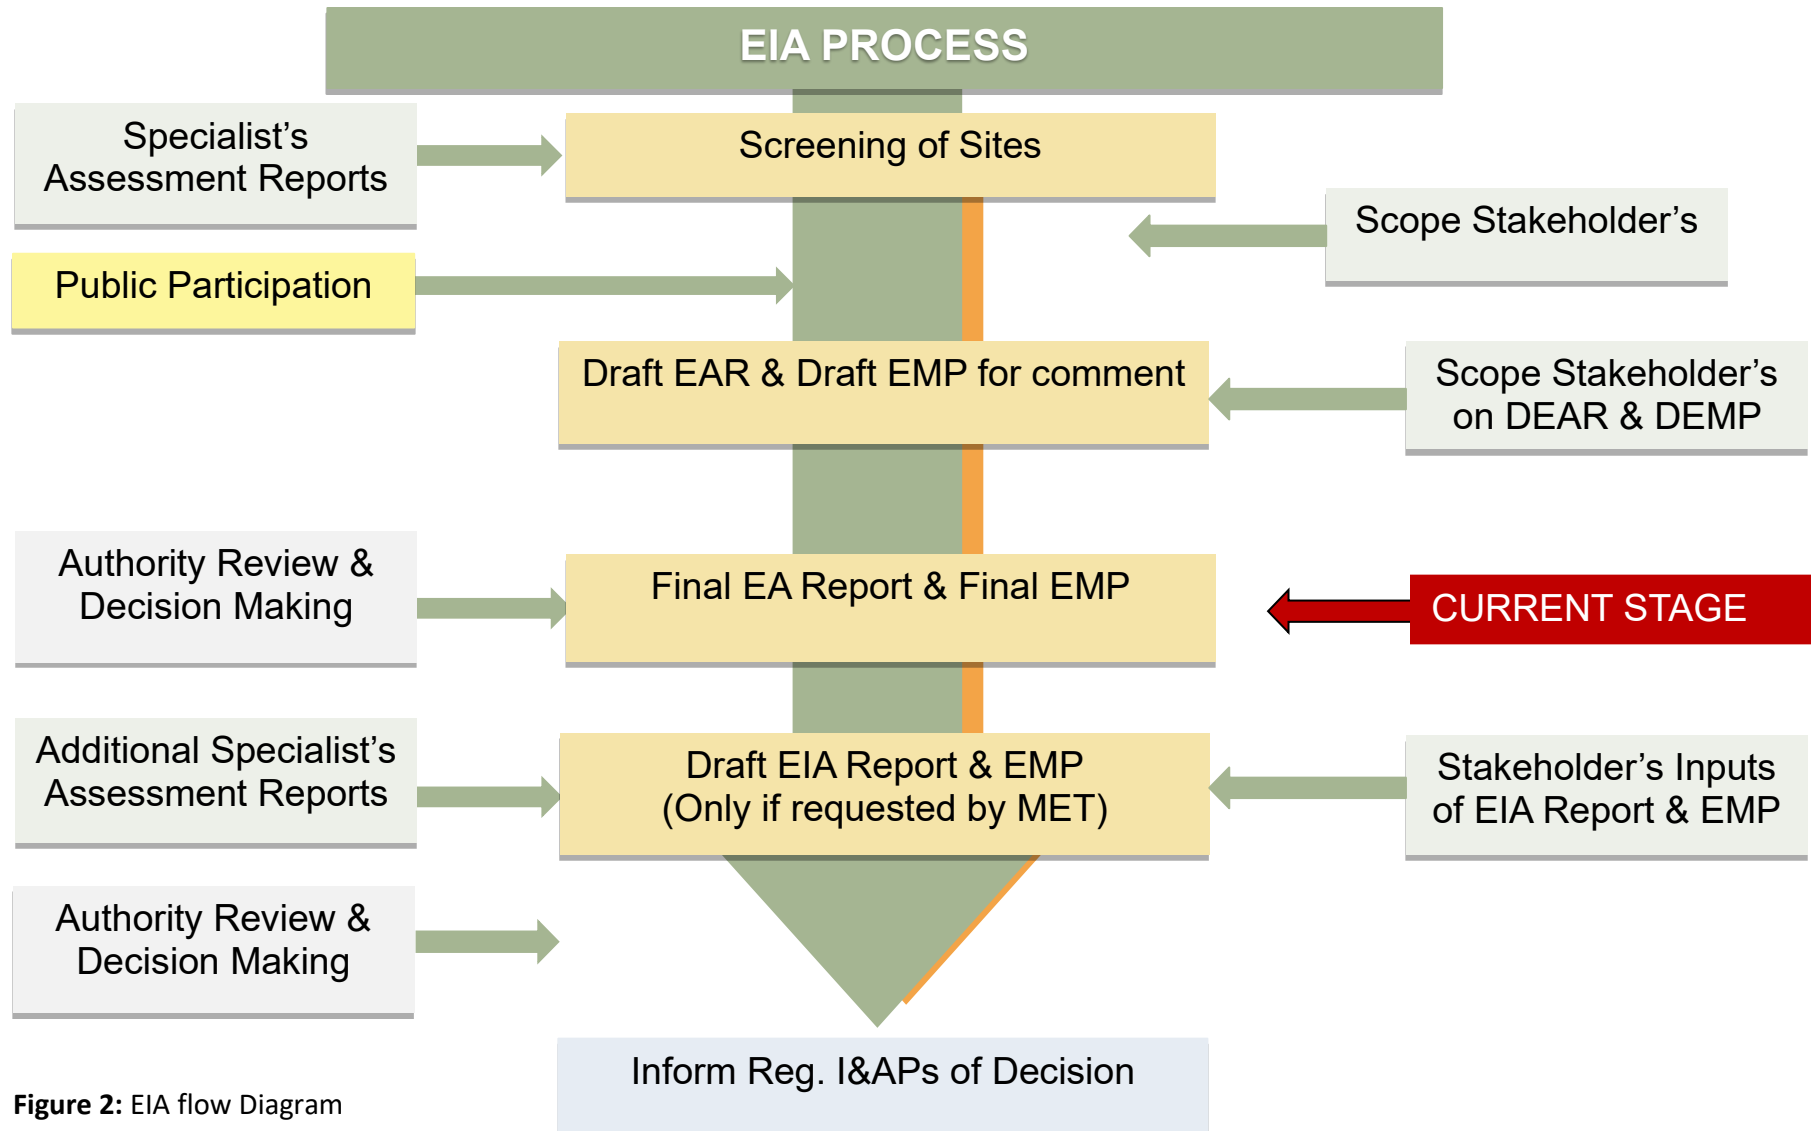 EIA PROCESS
Specialist's
Assessment Reports
Screening of Sites
Scope Stakeholder's
Public Participation
Draft EAR & Draft EMP for comment
Scope Stakeholder's
on DEAR & DEMP
Authority Review &
Decision Making
Final EA Report & Final EMP
CURRENT STAGE
Additional Specialist's
Assessment Reports
Draft EIA Report & EMP
(Only if requested by MET)
Stakeholder's Inputs
of EIA Report & EMP
Authority Review &
Decision Making
Inform Reg. I&APs of Decision
Figure 2: EIA flow Diagram